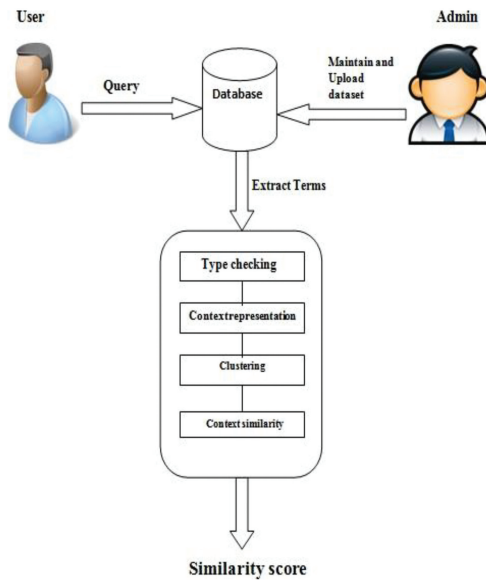 User
Admin
Query
Database
Maintain and
Upload
dataset
Extract Terms
Type checking
Contextrepresentation
Clustering
Context similarity
Similarity score